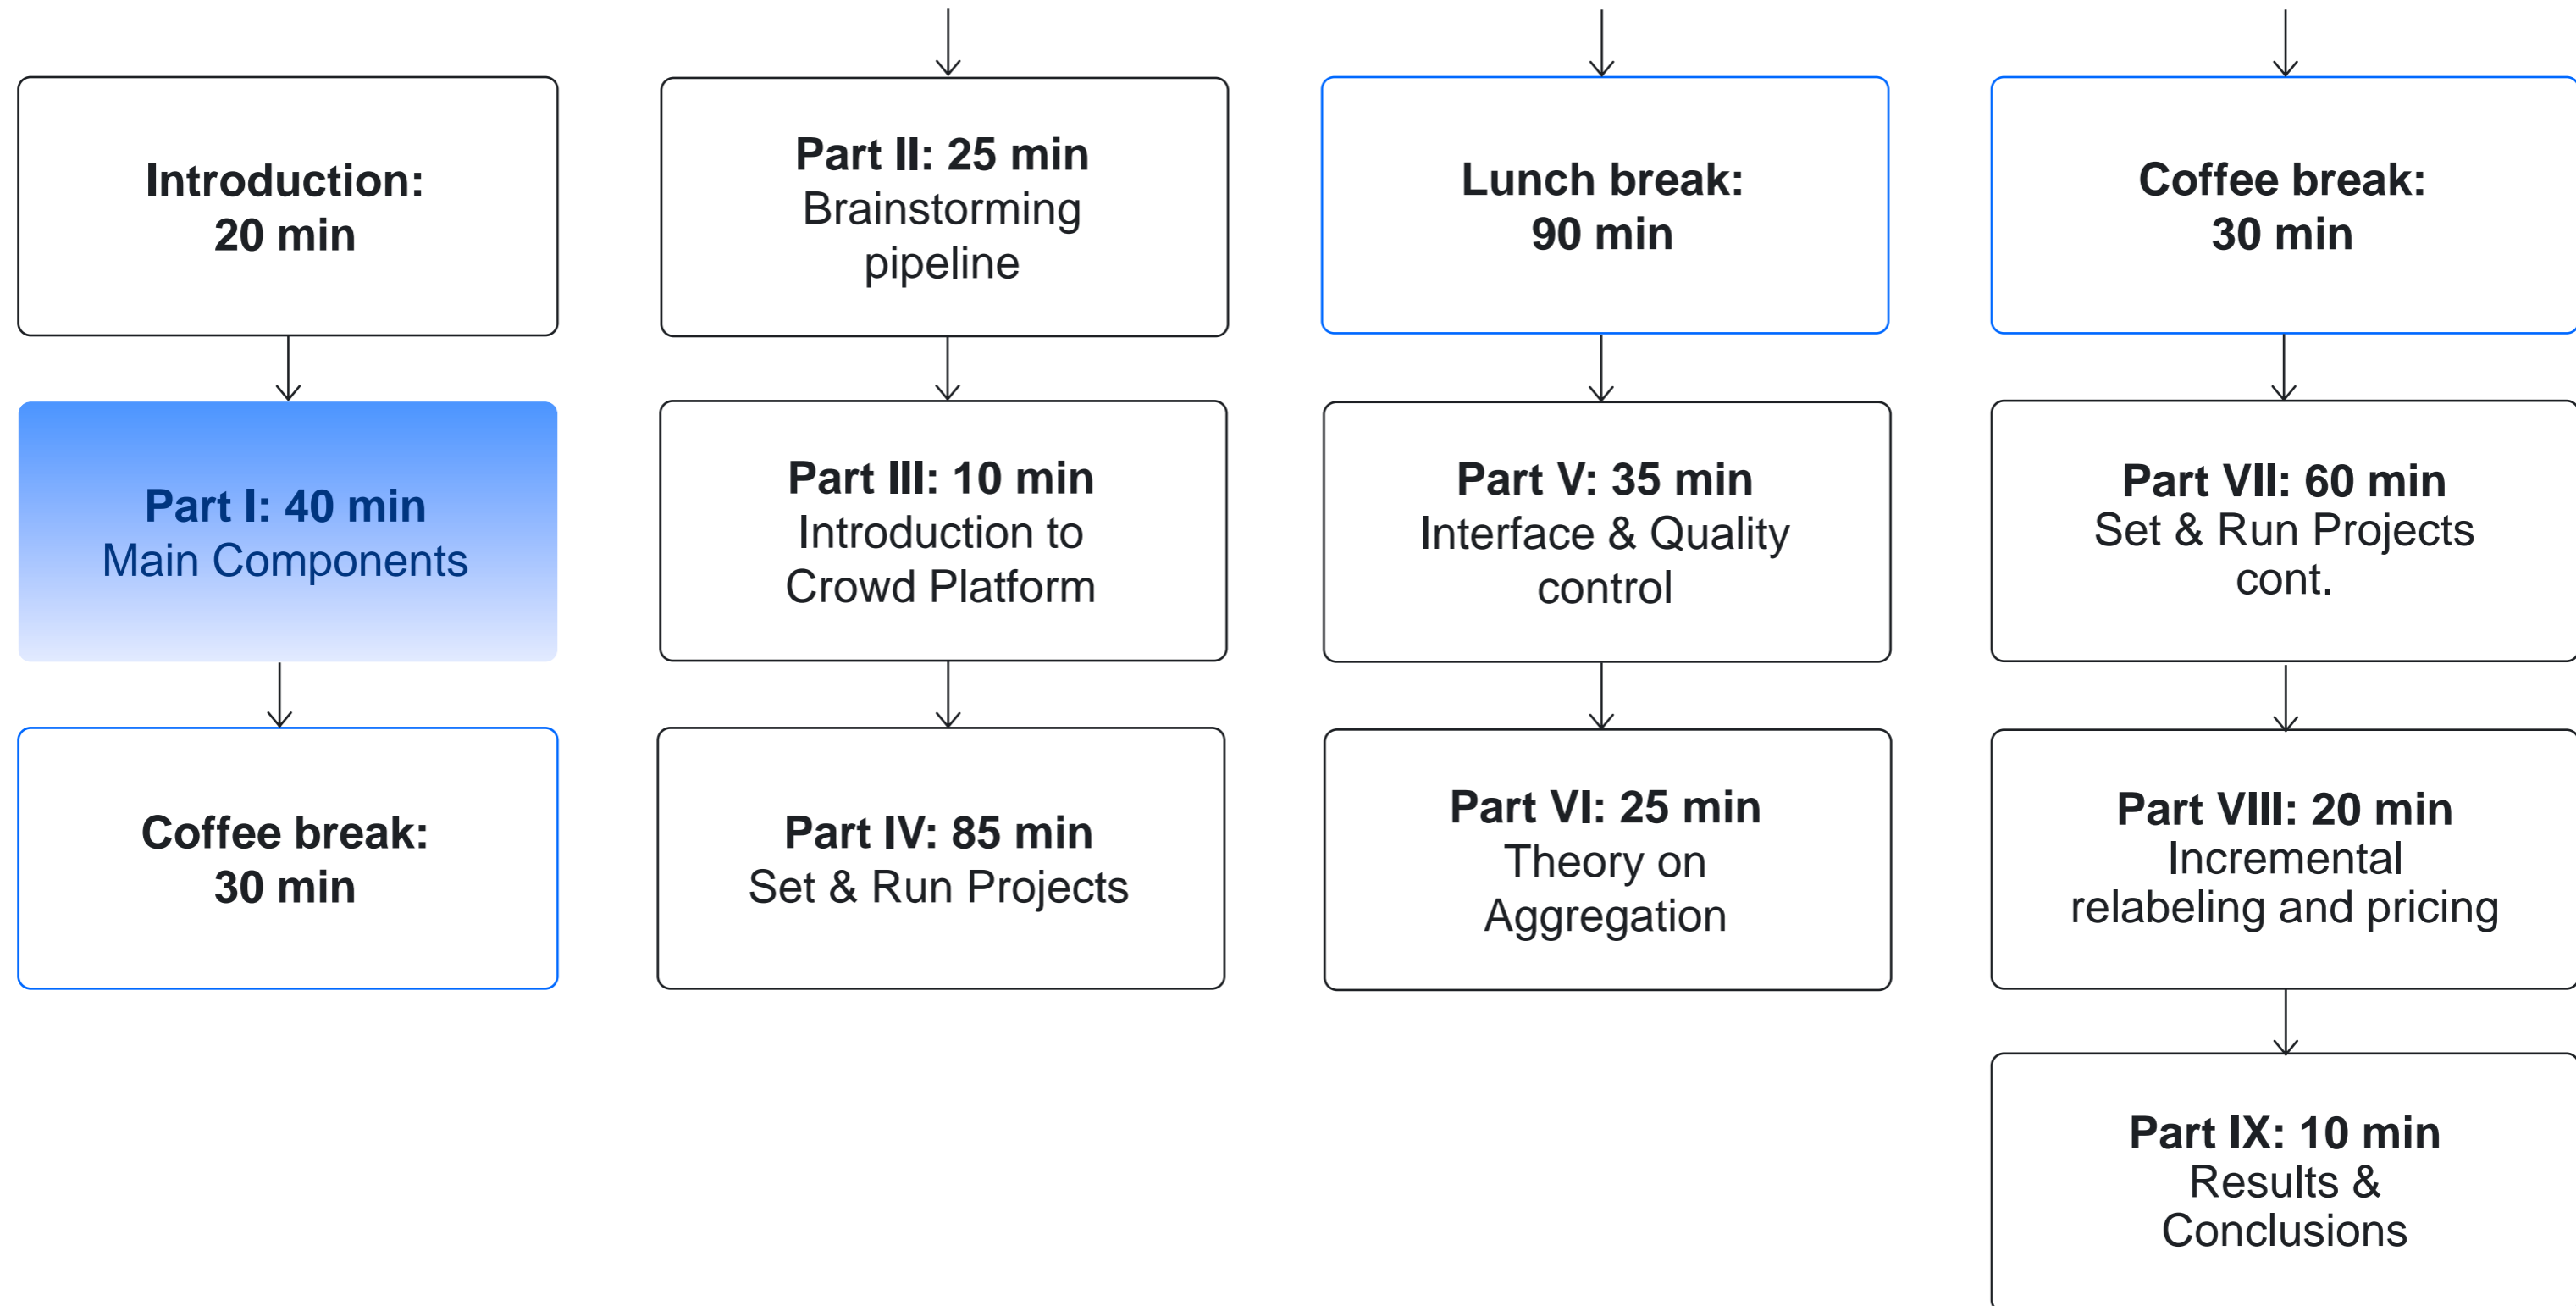 Introduction:
20 min
Part I: 40 min
Main Components
Coffee break:
30 min
Part II: 25 min
Brainstorming
pipeline
Part III: 10 min
Introduction to
Crowd Platform
Part IV: 85 min
Set & Run Projects
Lunch break:
90 min
Part V: 35 min
Interface & Quality
control
Part VI: 25 min
Theory on
Aggregation
Coffee break:
30 min
Part VII: 60 min
Set & Run Projects
cont.
Part VIII: 20 min
Incremental
relabeling and pricing
Part IX: 10 min
Results &
Conclusions